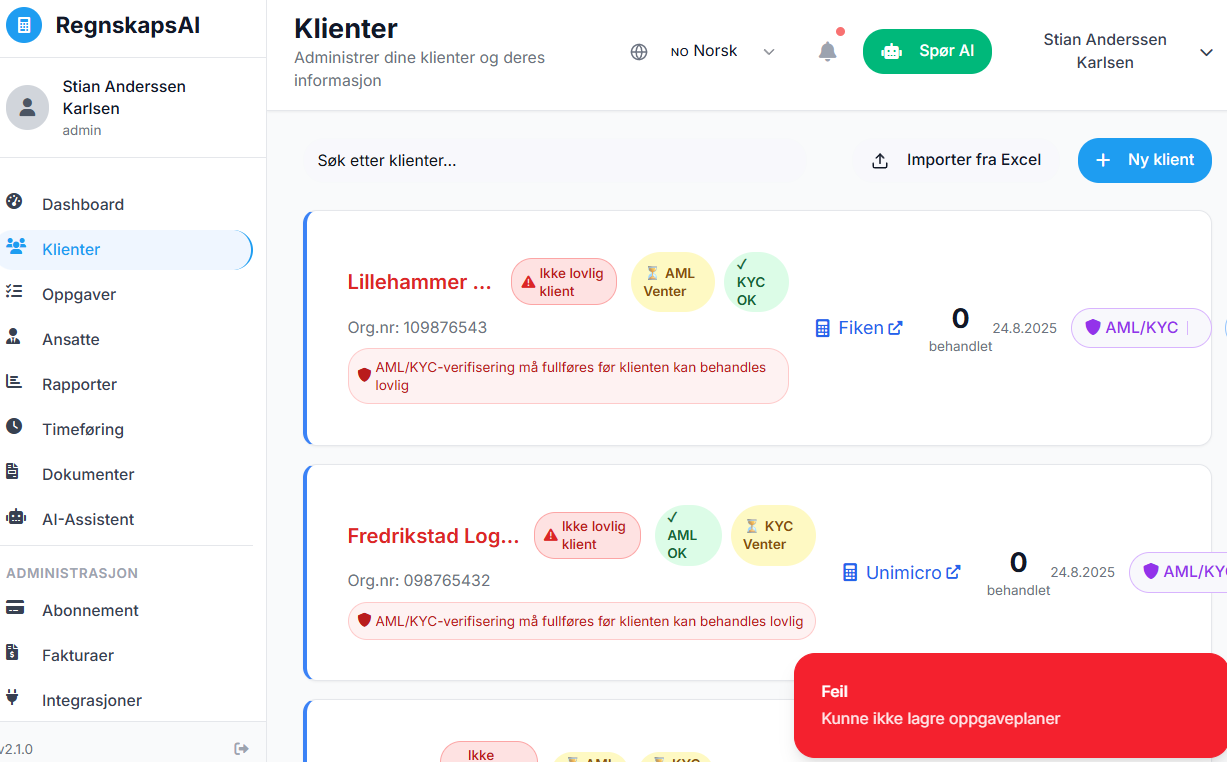 RegnskapsAI
Stian Anderssen
Karlsen
admin
Dashboard
Klienter
Oppgaver
Ansatte
Rapporter
Timeføring
Dokumenter
AI-Assistent
ADMINISTRASJON
Abonnement
Fakturaer
Integrasjoner
v2.1.0
Klienter
Administrer dine klienter og deres
informasjon
NO Norsk
Spør AI
Stian Anderssen
Karlsen
Søk etter klienter...
Importer fra Excel
+ Ny klient
Lillehammer ...
Ikke lovlig
klient
⏳ AML
Venter
✓
KYC
OK
Org.nr: 109876543
AML/KYC-verifisering må fullføres før klienten kan behandles
lovlig
Fiken
0
behandlet
24.8.2025
AML/KYC
Fredrikstad Log...
Ikke lovlig
klient
✓
AML
OK
⏳ KYC
Venter
Org.nr: 098765432
AML/KYC-verifisering må fullføres før klienten kan behandles lovlig
Unimicro
0
behandlet
24.8.2025
AML/KYC
Ikke
⏳ AML
⏳ KYC
Feil
Kunne ikke lagre oppgaveplaner